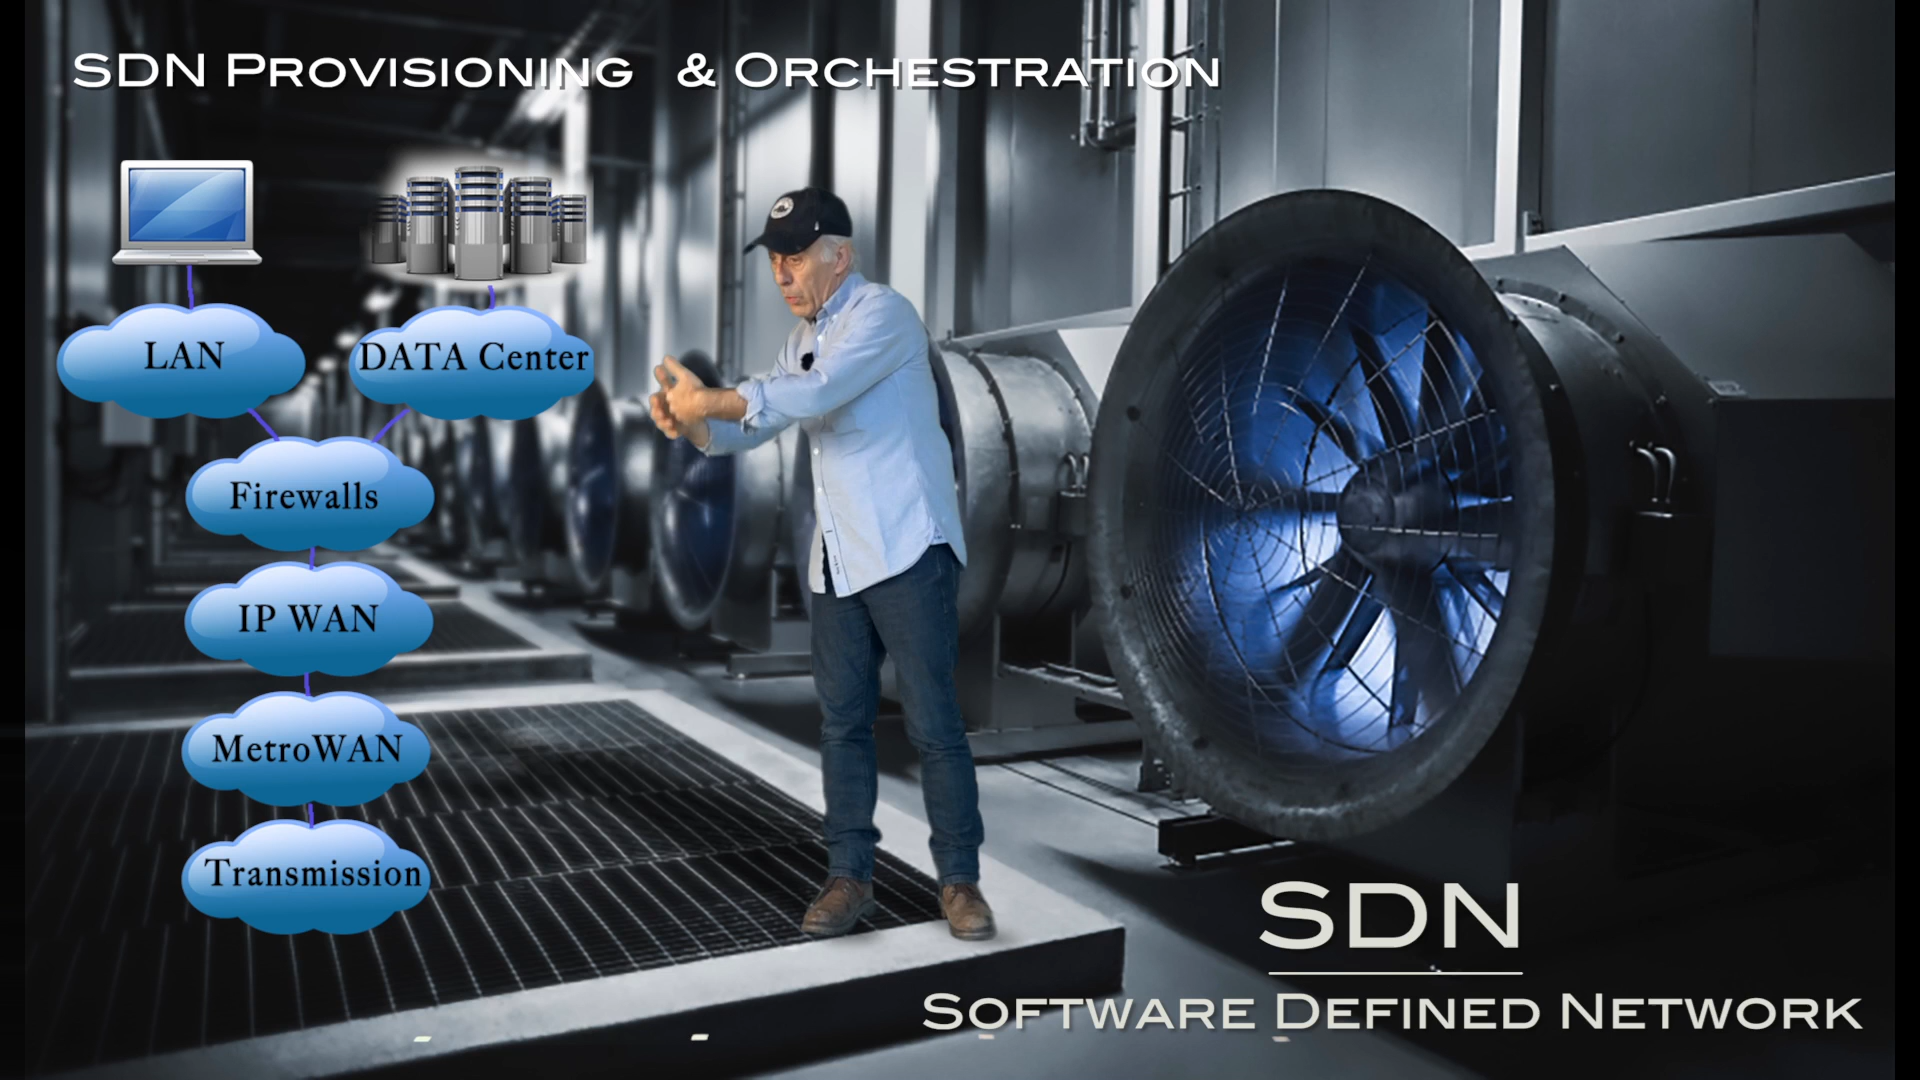 SDN PROVISIONING & ORCHESTRATION
LAN
DATA Center
Firewalls
IP WAN
MetroWAN
Transmission
SDN
SOFTWARE DEFINED NETWORK